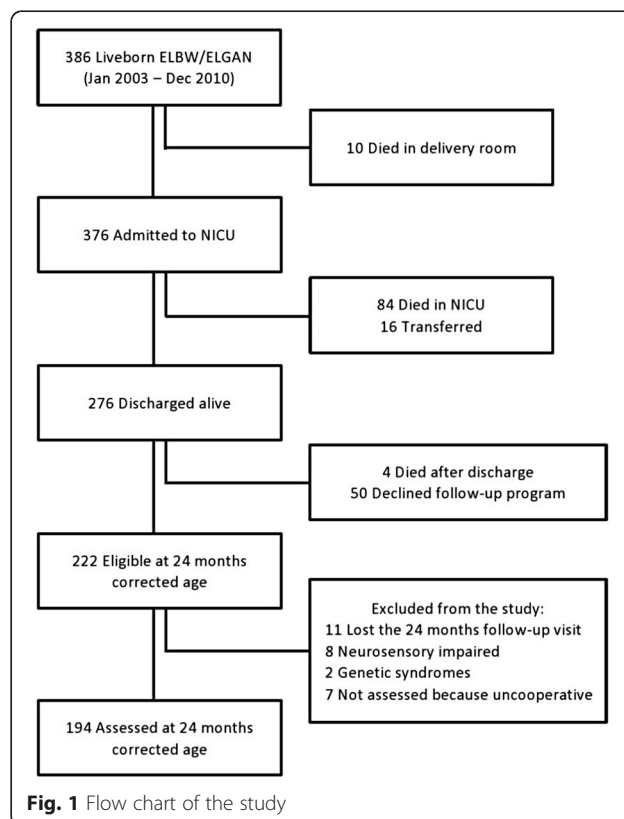 386 Liveborn ELBW/ELGAN
(Jan 2003 – Dec 2010)
10 Died in delivery room
376 Admitted to NICU
84 Died in NICU
16 Transferred
276 Discharged alive
4 Died after discharge
50 Declined follow-up program
222 Eligible at 24 months
corrected age
Excluded from the study:
11 Lost the 24 months follow-up visit
8 Neurosensory impaired
2 Genetic syndromes
7 Not assessed because uncooperative
194 Assessed at 24 months
corrected age
Fig. 1 Flow chart of the study